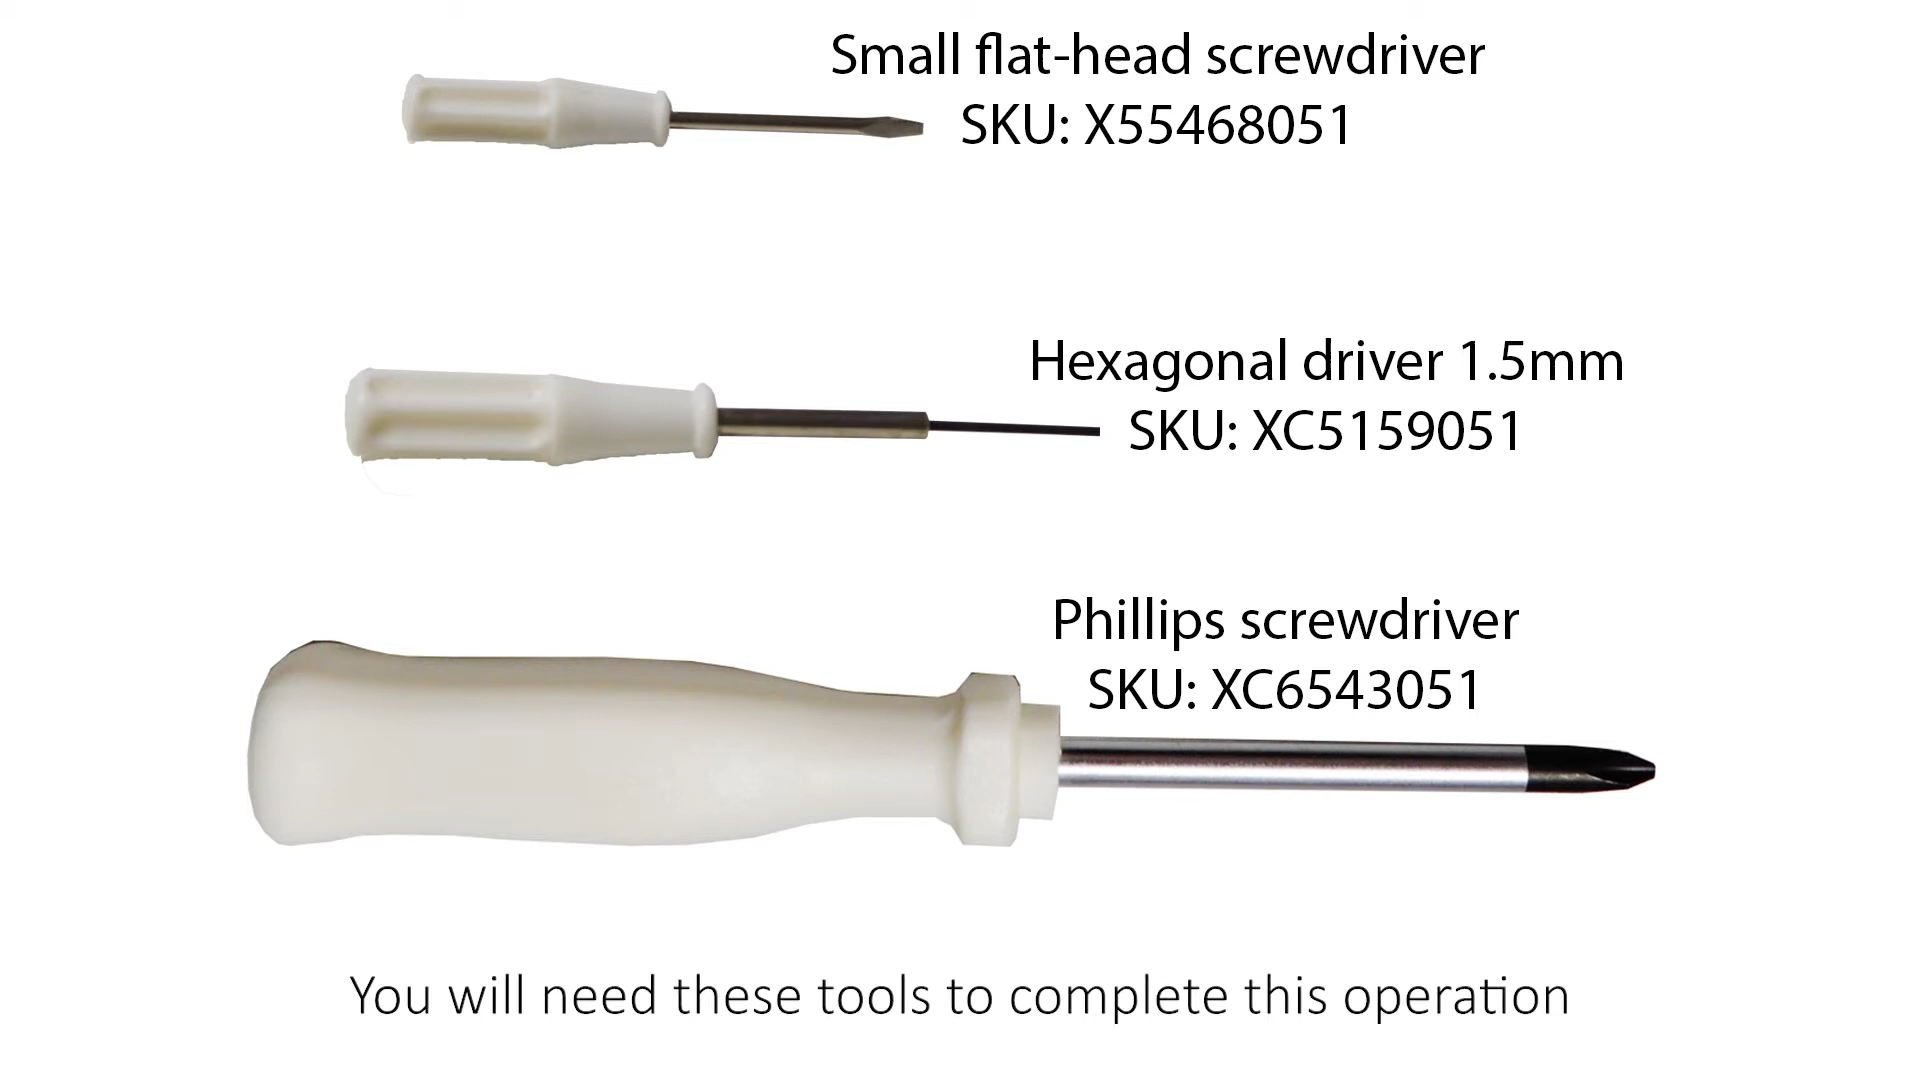 Small flat-head screwdriver
SKU: X55468051
Hexagonal driver 1.5mm
SKU: XC5159051
Phillips screwdriver
SKU: XC6543051
You will need these tools to complete this operation